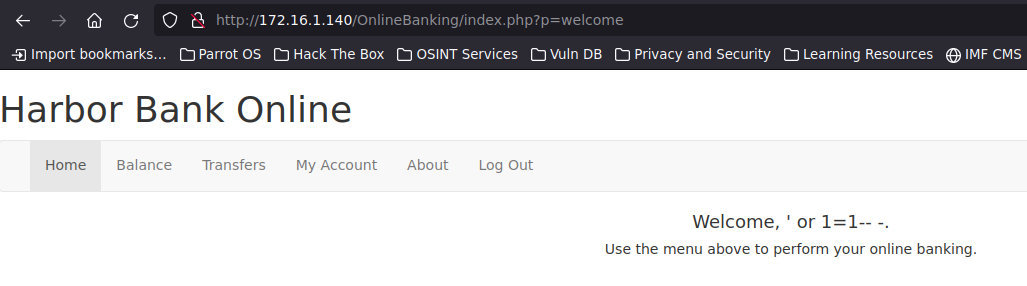 http://172.16.1.140/OnlineBanking/index.php?p=welcome
Import bookmarks... Parrot OS Hack The Box OSINT Services Vuln DB Privacy and Security Learning Resources IMF CMS
Harbor Bank Online
Home Balance Transfers My Account About Log Out
Welcome, ' or 1=1-- -.
Use the menu above to perform your online banking.